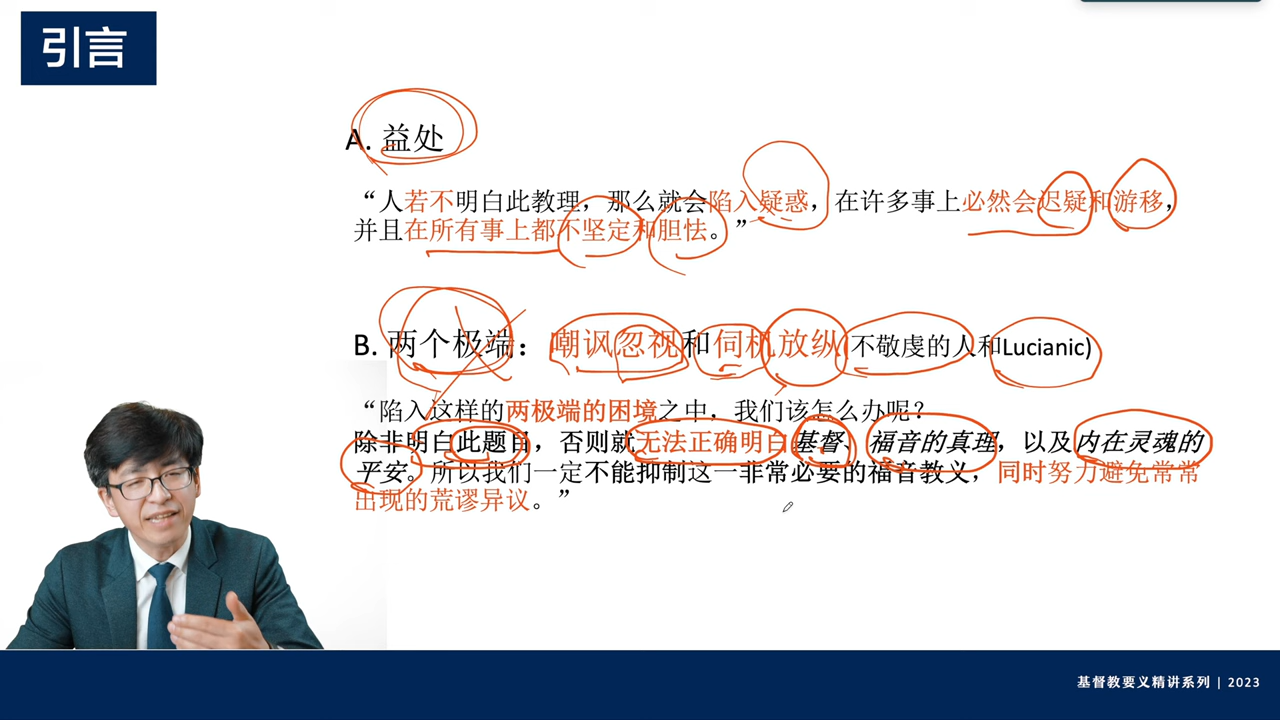 引言
A. 益处
“人若不明白此教理，那么就会陷入疑惑，在许多事上必然会迟疑和游移，
并且在所有事上都不坚定和胆怯。”
B. 两个极端：嘲讽忽视和伺机放纵(不敬虔的人和Lucianic)
“陷入这样的两极端的困境之中，我们该怎么办呢？
除非明白此题目，否则就无法正确明白基督、福音的真理，以及内在灵魂的
平安。所以我们一定不能抑制这一非常必要的福音教义，同时努力避免常常
出现的荒谬异议。”
基督教要义精讲系列 | 2023